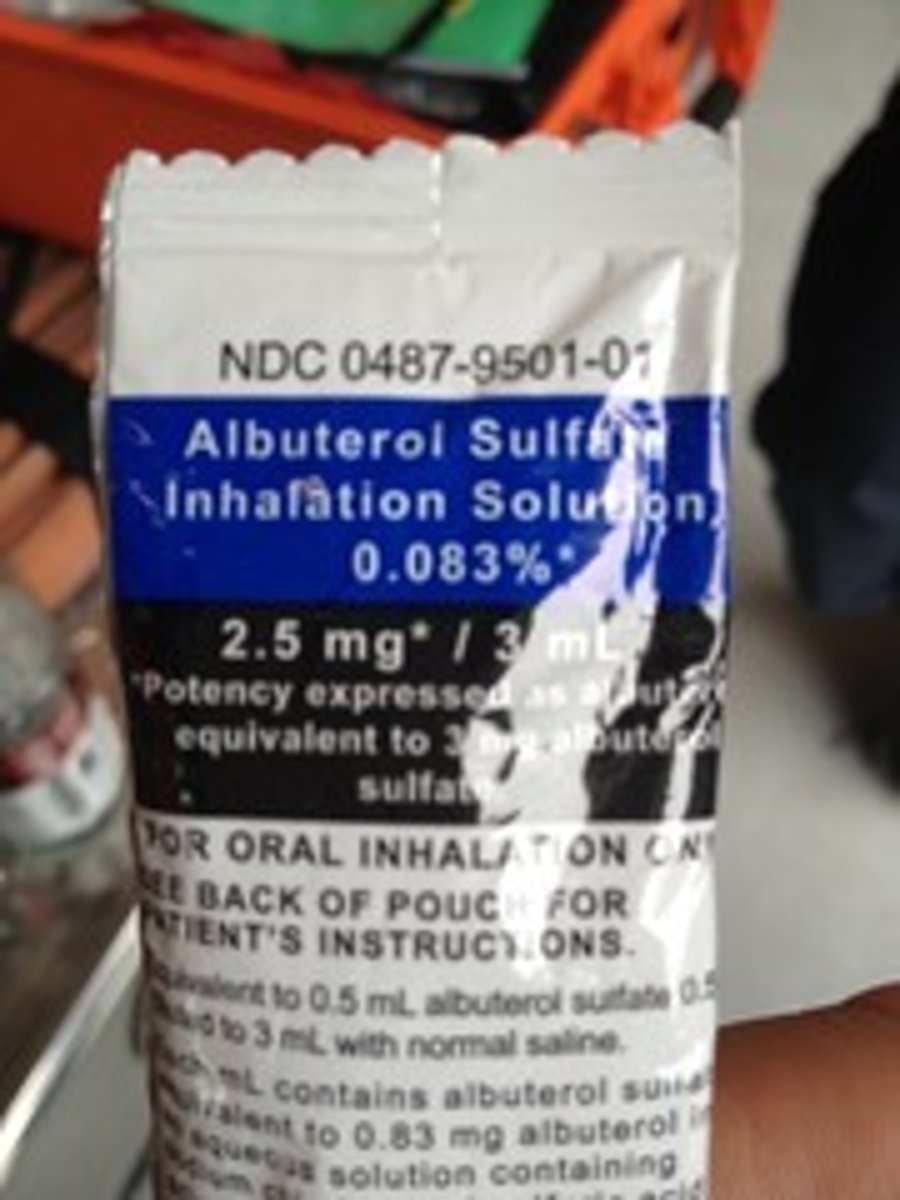 NDC 0487-9501-01
Albuterol Sulfate
Inhalation Solution
0.083%*
2.5 mg* / 3 mL
*Potency expressed as albuterol
equivalent to 3 mg albuterol
sulfate
FOR ORAL INHALATION ONLY
SEE BACK OF POUCH FOR
PATIENT'S INSTRUCTIONS.
Equivalent to 0.5 mL albuterol sulfate 0.5
to 3 mL with normal saline.
Each mL contains albuterol sulfate
equivalent to 0.83 mg albuterol in
aqueous solution containing